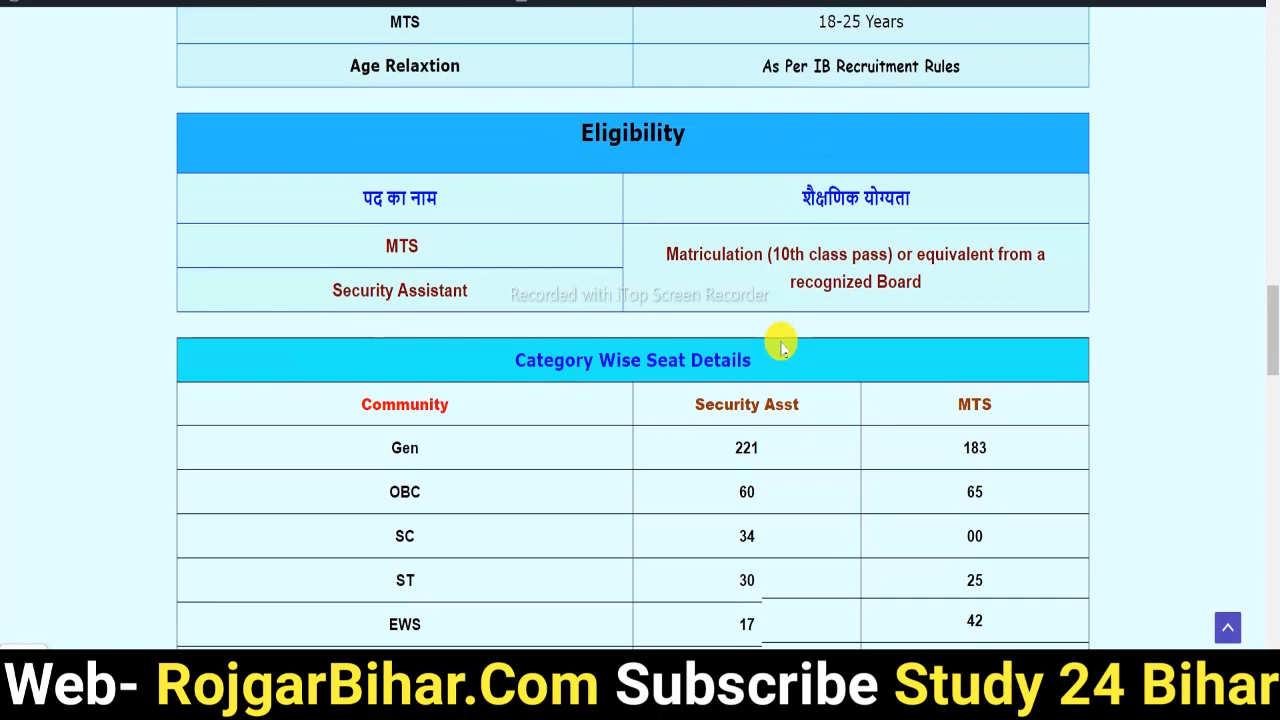 MTS 18-25 Years
Age Relaxtion As Per IB Recruitment Rules
Eligibility
पद का नाम शैक्षणिक योग्यता
MTS
Matriculation (10th class pass) or equivalent from a
recognized Board
Security Assistant
Recorded with iTop Screen Recorder
Category Wise Seat Details
Community Security Asst MTS
Gen 221 183
OBC 60 65
SC 34 00
ST 30 25
EWS 17 42
Web- RojgarBihar.Com Subscribe Study 24 Bihar